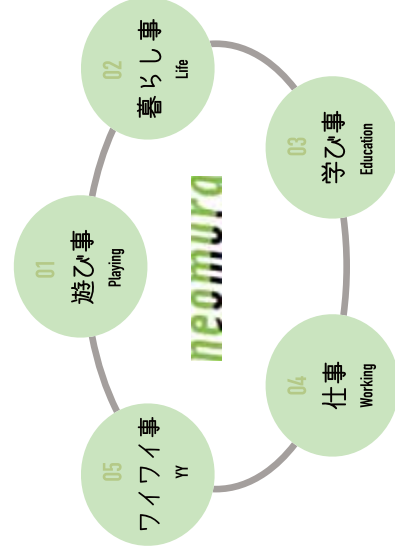 01
遊び事
Playing
02
暮らし事
Life
03
学び事
Education
04
仕事
Working
05
ワイワイ事
YY
neomura